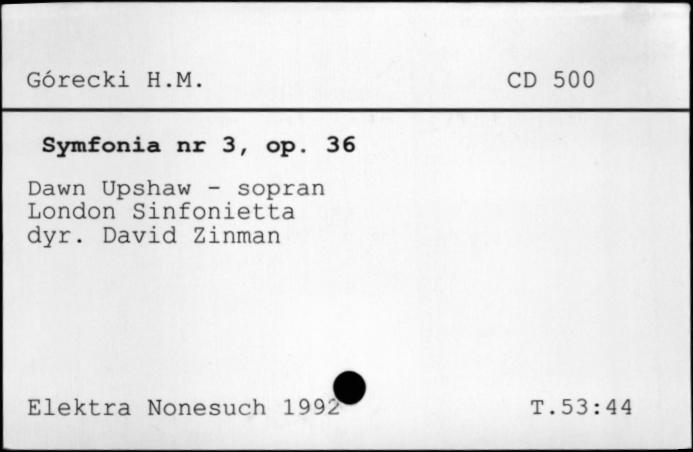 Górecki H.M. CD 500
Symfonia nr 3, op. 36
Dawn Upshaw - sopran
London Sinfonietta
dyr. David Zinman
Elektra Nonesuch 1992 T.53:44